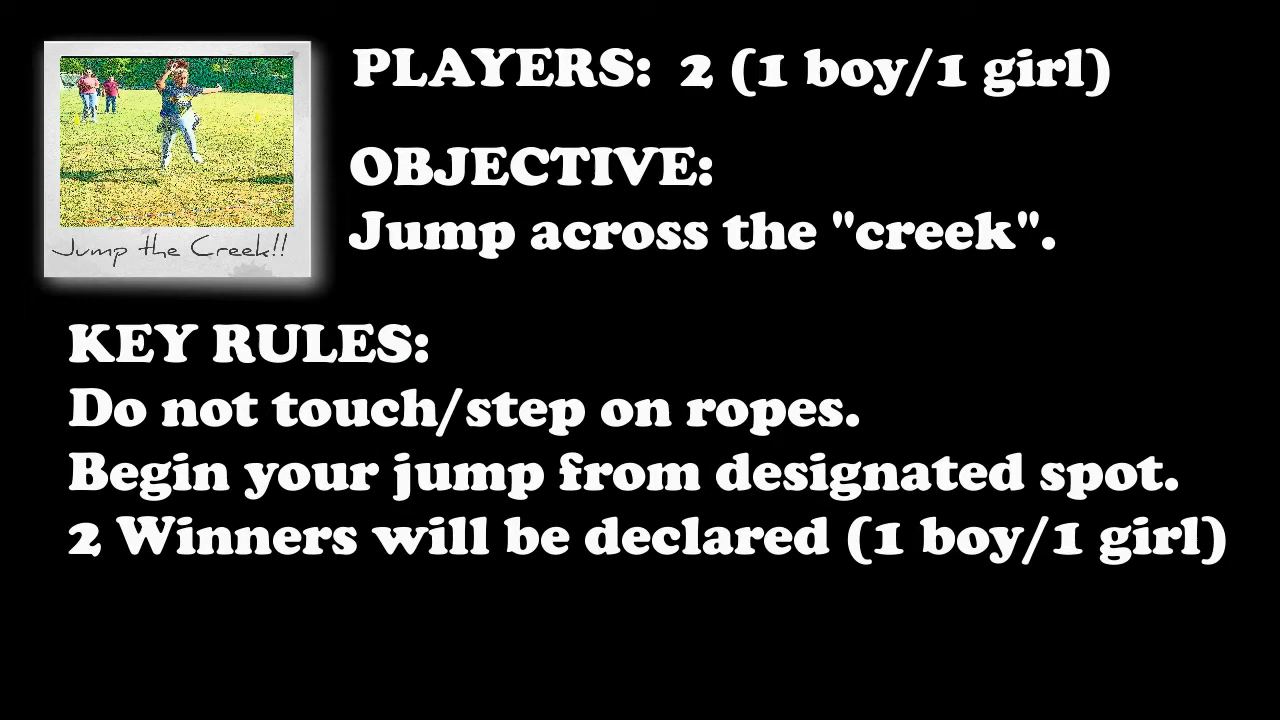 PLAYERS: 2 (1 boy/1 girl)
OBJECTIVE:
Jump across the "creek".
Jump the Creek!!
KEY RULES:
Do not touch/step on ropes.
Begin your jump from designated spot.
2 Winners will be declared (1 boy/1 girl)